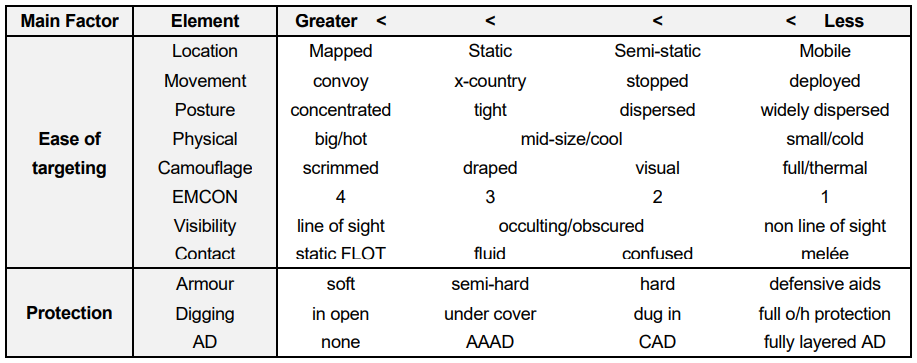 Main Factor Element Greater < < < < Less
Location Mapped Static Semi-static Mobile
Movement convoy x-country stopped deployed
Posture concentrated tight dispersed widely dispersed
Ease of Physical big/hot mid-size/cool small/cold
targeting Camouflage scrimmed draped visual full/thermal
EMCON 4 3 2 1
Visibility line of sight occulting/obscured non line of sight
Contact static FLOT fluid confused melée
Armour soft semi-hard hard defensive aids
Protection Digging in open under cover dug in full o/h protection
AD none AAAD CAD fully layered AD